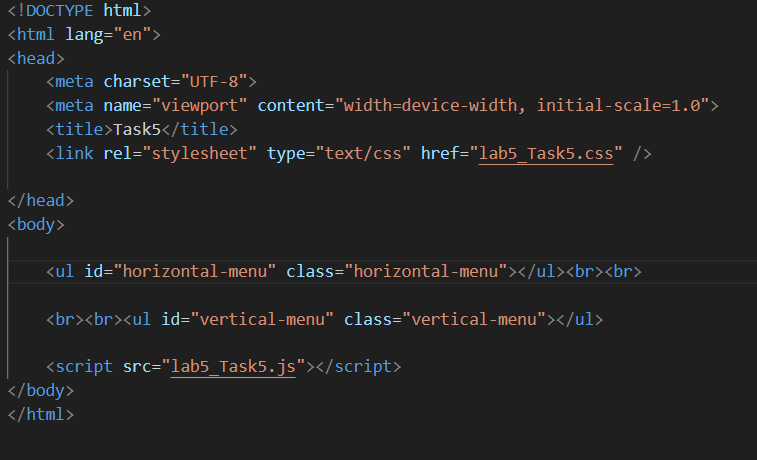 <!DOCTYPE html>
<html lang="en">
<head>
    <meta charset="UTF-8">
    <meta name="viewport" content="width=device-width, initial-scale=1.0">
    <title>Task5</title>
    <link rel="stylesheet" type="text/css" href="lab5_Task5.css" />
</head>
<body>
    <ul id="horizontal-menu" class="horizontal-menu"></ul><br><br>
    <br><br><ul id="vertical-menu" class="vertical-menu"></ul>
    <script src="lab5_Task5.js"></script>
</body>
</html>